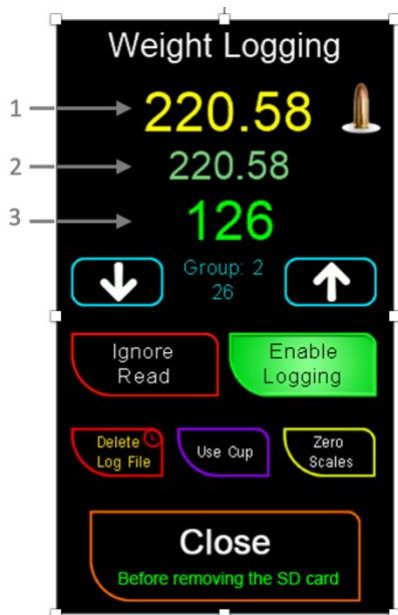 Weight Logging
1
220.58
2
220.58
3
126
Group: 2
26
Ignore
Read
Enable
Logging
Delete
Log File
Use Cup
Zero
Scales
Close
Before removing the SD card